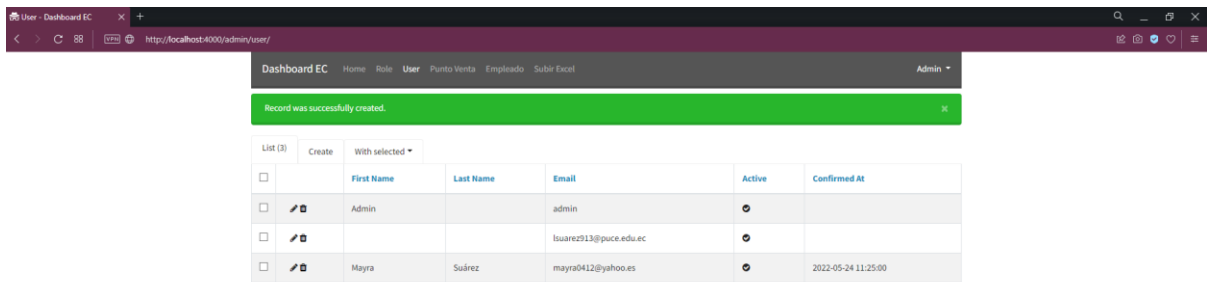 User - Dashboard EC
VPN http://localhost:4000/admin/user/
Dashboard EC Home Role User Punto Venta Empleado Subir Excel Admin
Record was successfully created. ×
List (3) Create With selected
First Name Last Name Email Active Confirmed At
Admin admin
lsuarez913@puce.edu.ec
Mayra Suárez mayra0412@yahoo.es 2022-05-24 11:25:00